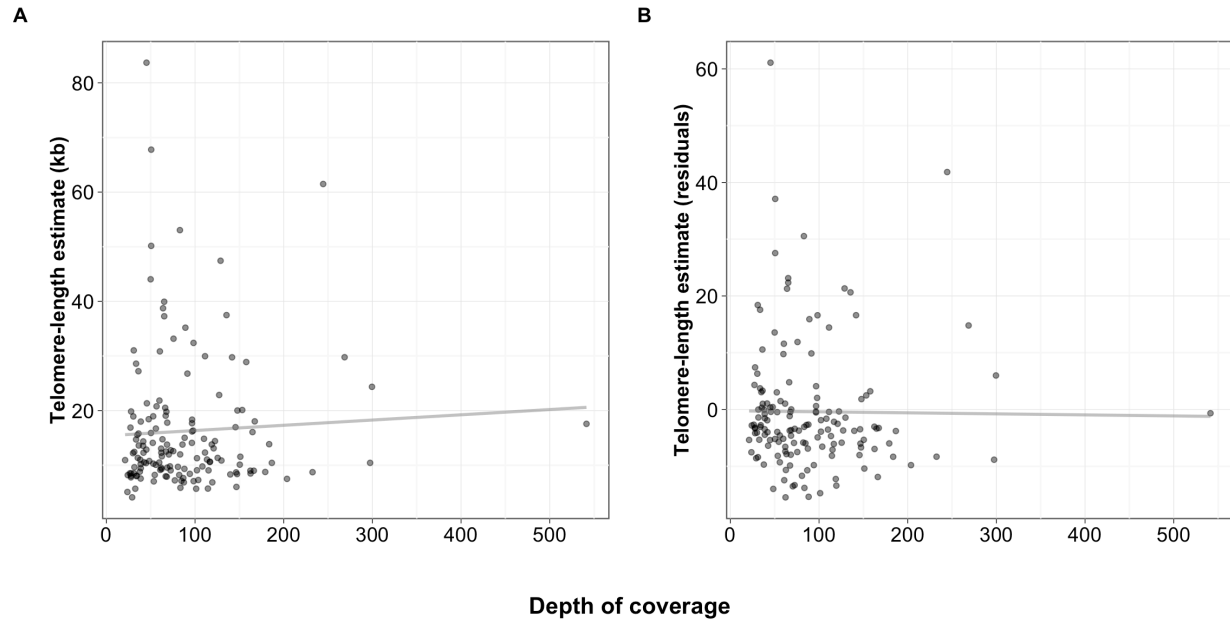 A
B
Telomere-length estimate (kb)
80
60
40
20
0 100 200 300 400 500
Telomere-length estimate (residuals)
60
40
20
0
0 100 200 300 400 500
Depth of coverage